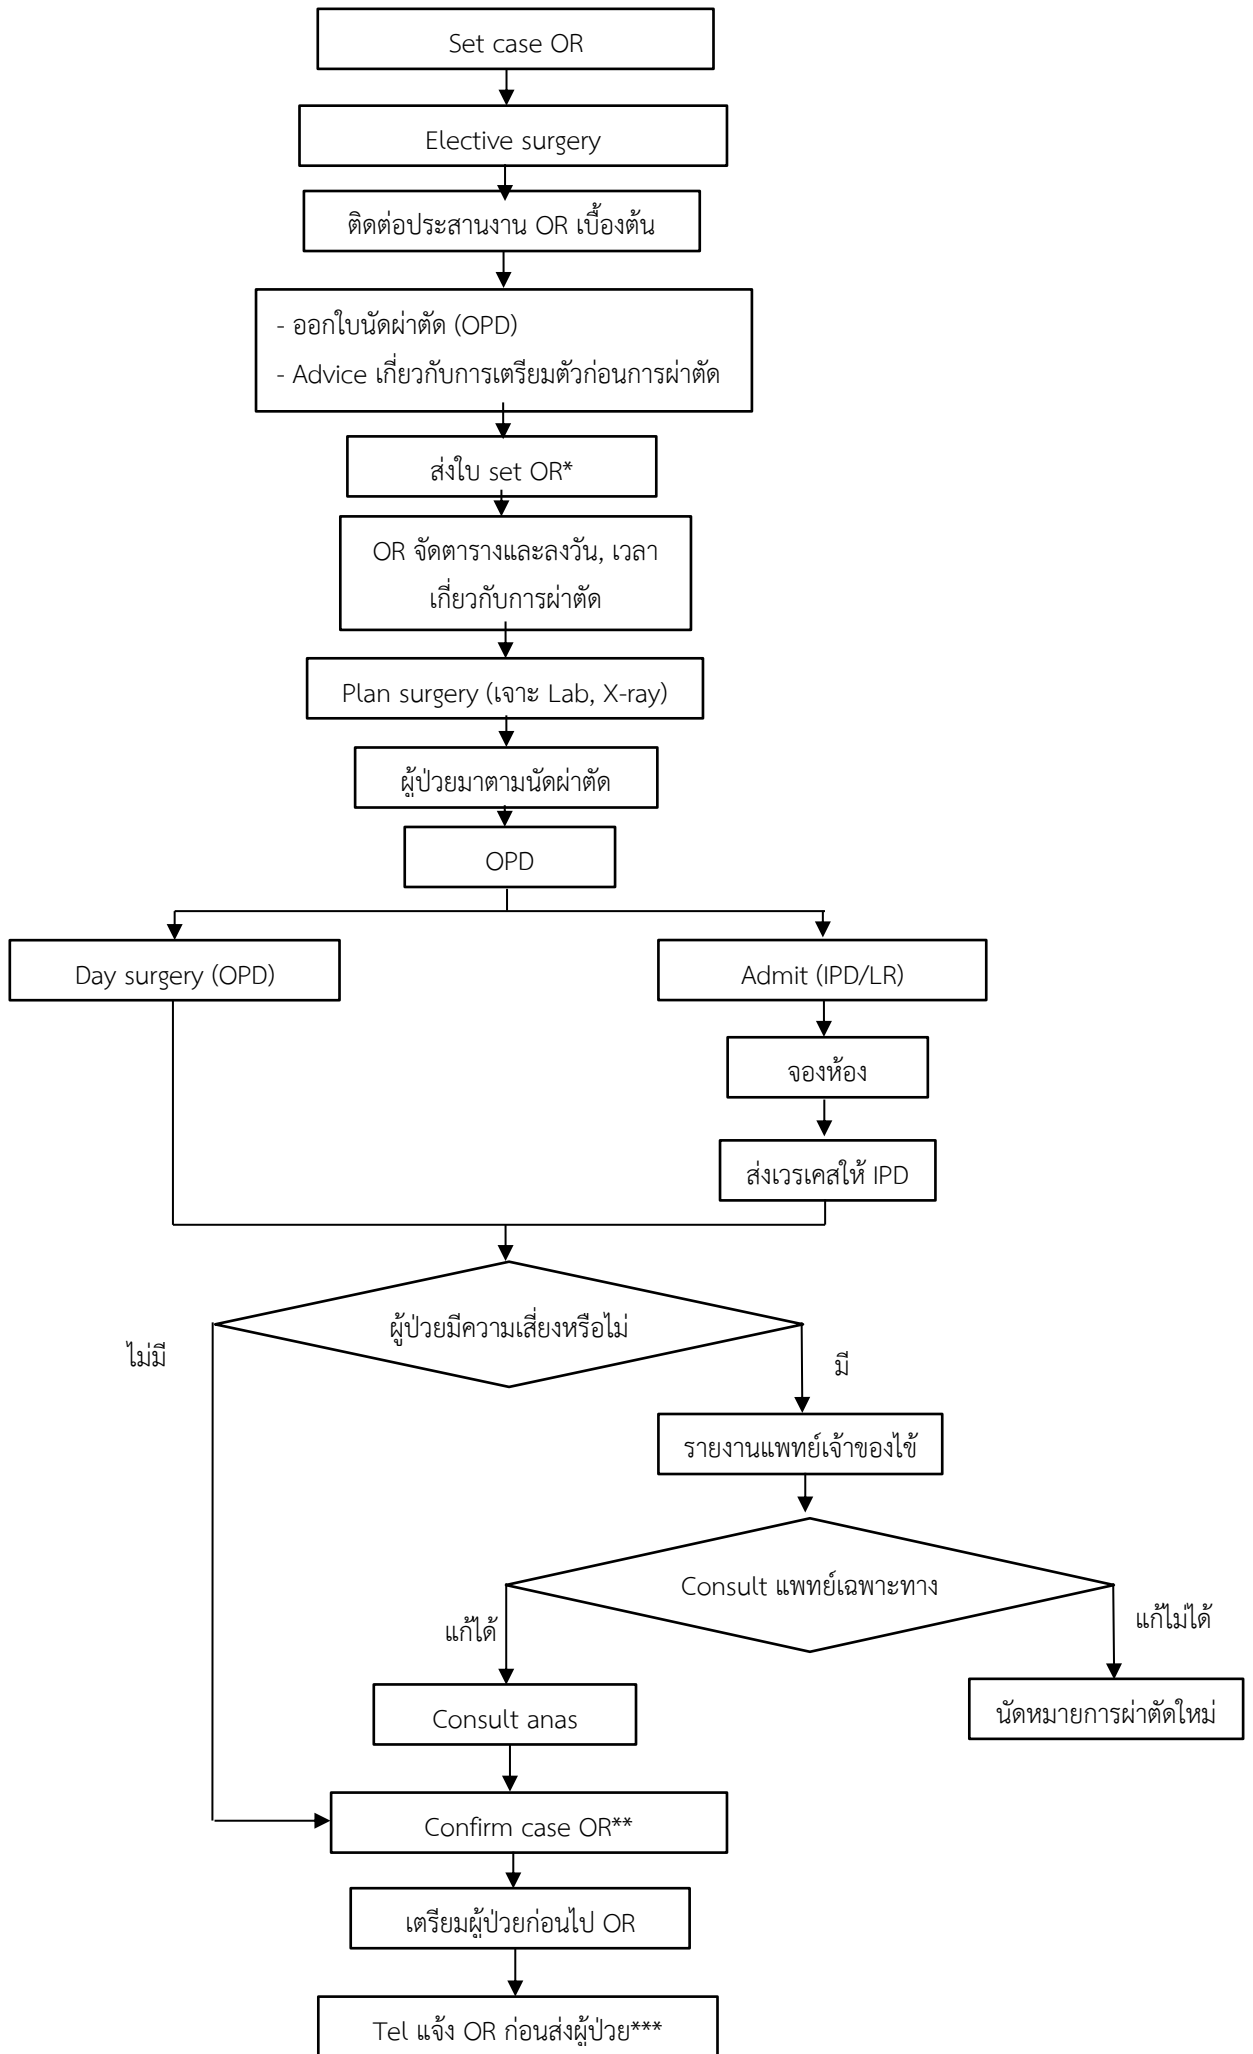 Set case OR
Elective surgery
ติดต่อประสานงาน OR เบื้องต้น
- ออกใบนัดผ่าตัด (OPD)
- Advice เกี่ยวกับการเตรียมตัวก่อนการผ่าตัด
ส่งใบ set OR*
OR จัดตารางและลงวัน, เวลา
เกี่ยวกับการผ่าตัด
Plan surgery (เจาะ Lab, X-ray)
ผู้ป่วยมาตามนัดผ่าตัด
OPD
Day surgery (OPD)
Admit (IPD/LR)
จองห้อง
ส่งเวรเคสให้ IPD
ผู้ป่วยมีความเสี่ยงหรือไม่
ไม่มี
มี
รายงานแพทย์เจ้าของไข้
Consult แพทย์เฉพาะทาง
แก้ได้
แก้ไม่ได้
Consult anas
นัดหมายการผ่าตัดใหม่
Confirm case OR**
เตรียมผู้ป่วยก่อนไป OR
Tel แจ้ง OR ก่อนส่งผู้ป่วย***